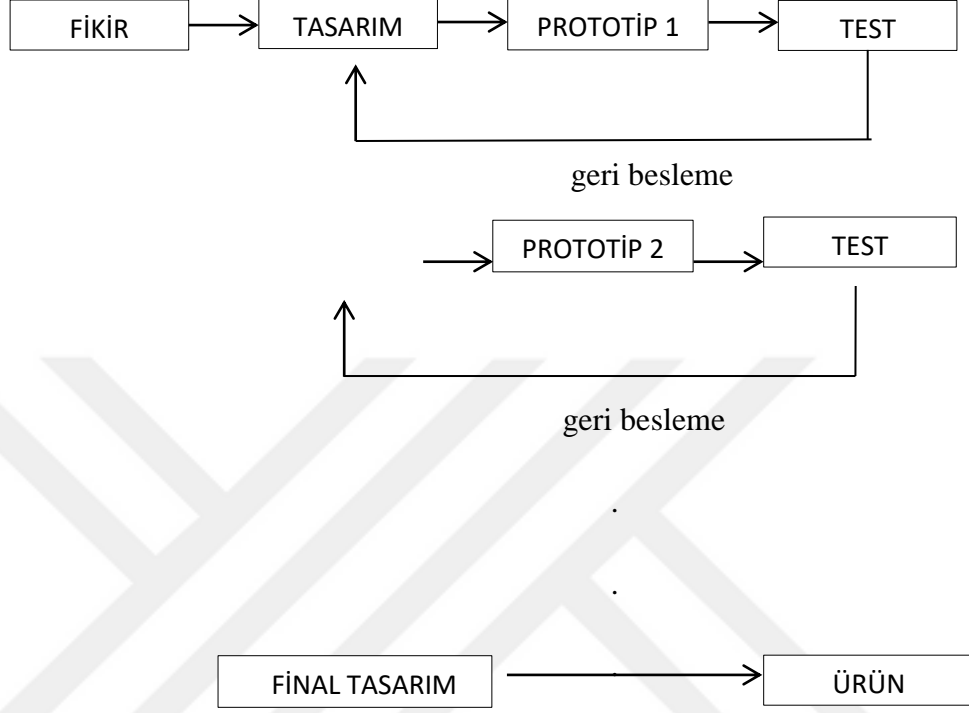 FİKİR TASARIM PROTOTİP 1 TEST
geri besleme
PROTOTİP 2 TEST
geri besleme
.
.
.
FİNAL TASARIM ÜRÜN